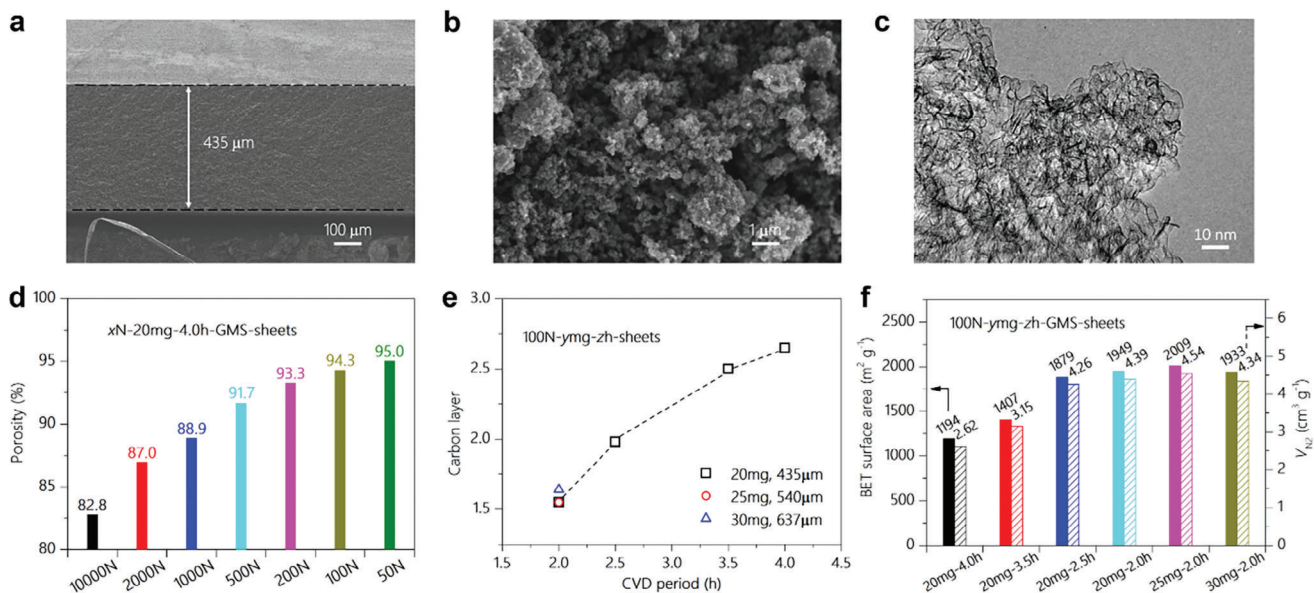 a
435 μm
100 μm
b
1 μm
c
10 nm
d
Porosity (%)
100
95
90
85
80
xN-20mg-4.0h-GMS-sheets
82.8
87.0
88.9
91.7
93.3
94.3
95.0
10000N
2000N
1000N
500N
200N
100N
50N
e
Carbon layer
3.0
2.5
2.0
1.5
100N-ymg-zh-sheets
20mg, 435μm
25mg, 540μm
30mg, 637μm
1.5
2.0
2.5
3.0
3.5
4.0
4.5
CVD period (h)
f
BET surface area (m² g⁻¹)
2500
2000
1500
1000
500
0
100N-ymg-zh-GMS-sheets
1194
2.62
1407
3.15
1879
4.26
1949
4.39
2009
4.54
1933
4.34
6
5
4
3
2
1
0
V_N2 (cm³ g⁻¹)
20mg-4.0h
20mg-3.5h
20mg-2.5h
20mg-2.0h
25mg-2.0h
30mg-2.0h